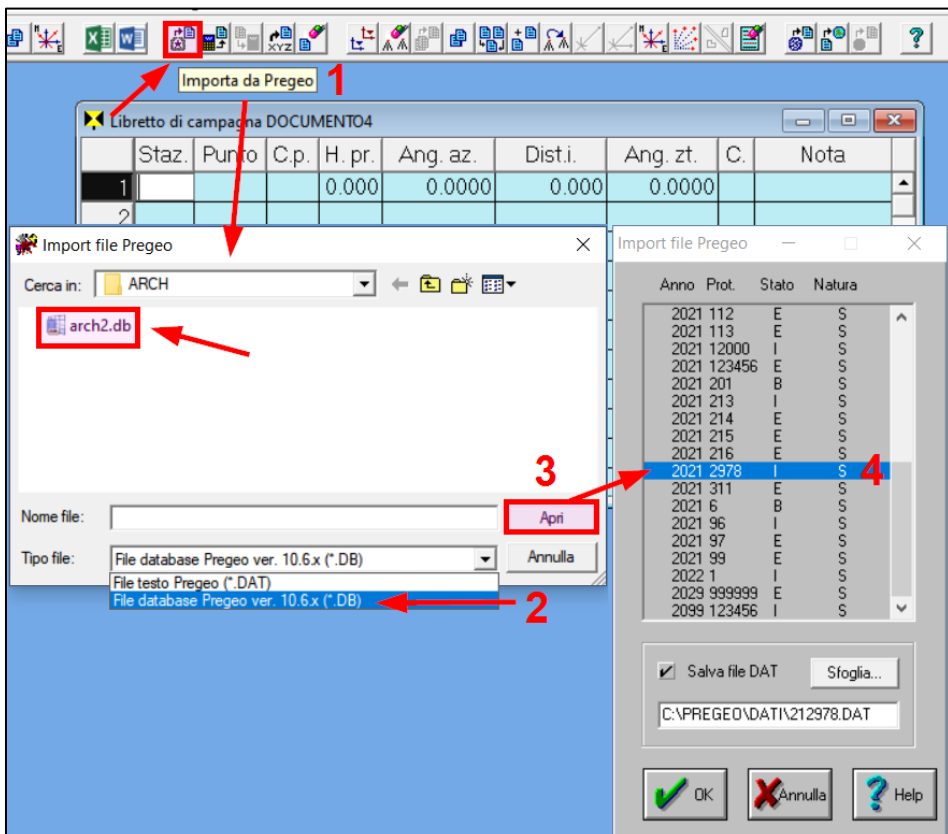 XYZ
?
Importa da Pregeo 1
Libretto di campagna DOCUMENTO4
Staz. Punto C.p. H. pr. Ang. az. Dist.i. Ang. zt. C. Nota
1 0.000 0.0000 0.000 0.0000
2
Import file Pregeo
Cerca in: ARCH
arch2.db
3
Nome file: Apri
Tipo file: File database Pregeo ver. 10.6.x (*.DB) Annulla
File testo Pregeo (*.DAT)
File database Pregeo ver. 10.6.x (*.DB) 2
Import file Pregeo
Anno Prot. Stato Natura
2021 112 E S
2021 113 E S
2021 12000 I S
2021 123456 E S
2021 201 B S
2021 213 I S
2021 214 E S
2021 215 E S
2021 216 E S
2021 2978 I S 4
2021 311 E S
2021 6 B S
2021 96 I S
2021 97 E S
2021 99 E S
2022 1 I S
2029 999999 E S
2099 123456 I S
Salva file DAT Sfoglia...
C:\PREGEO\DATI\212978.DAT
OK Annulla Help